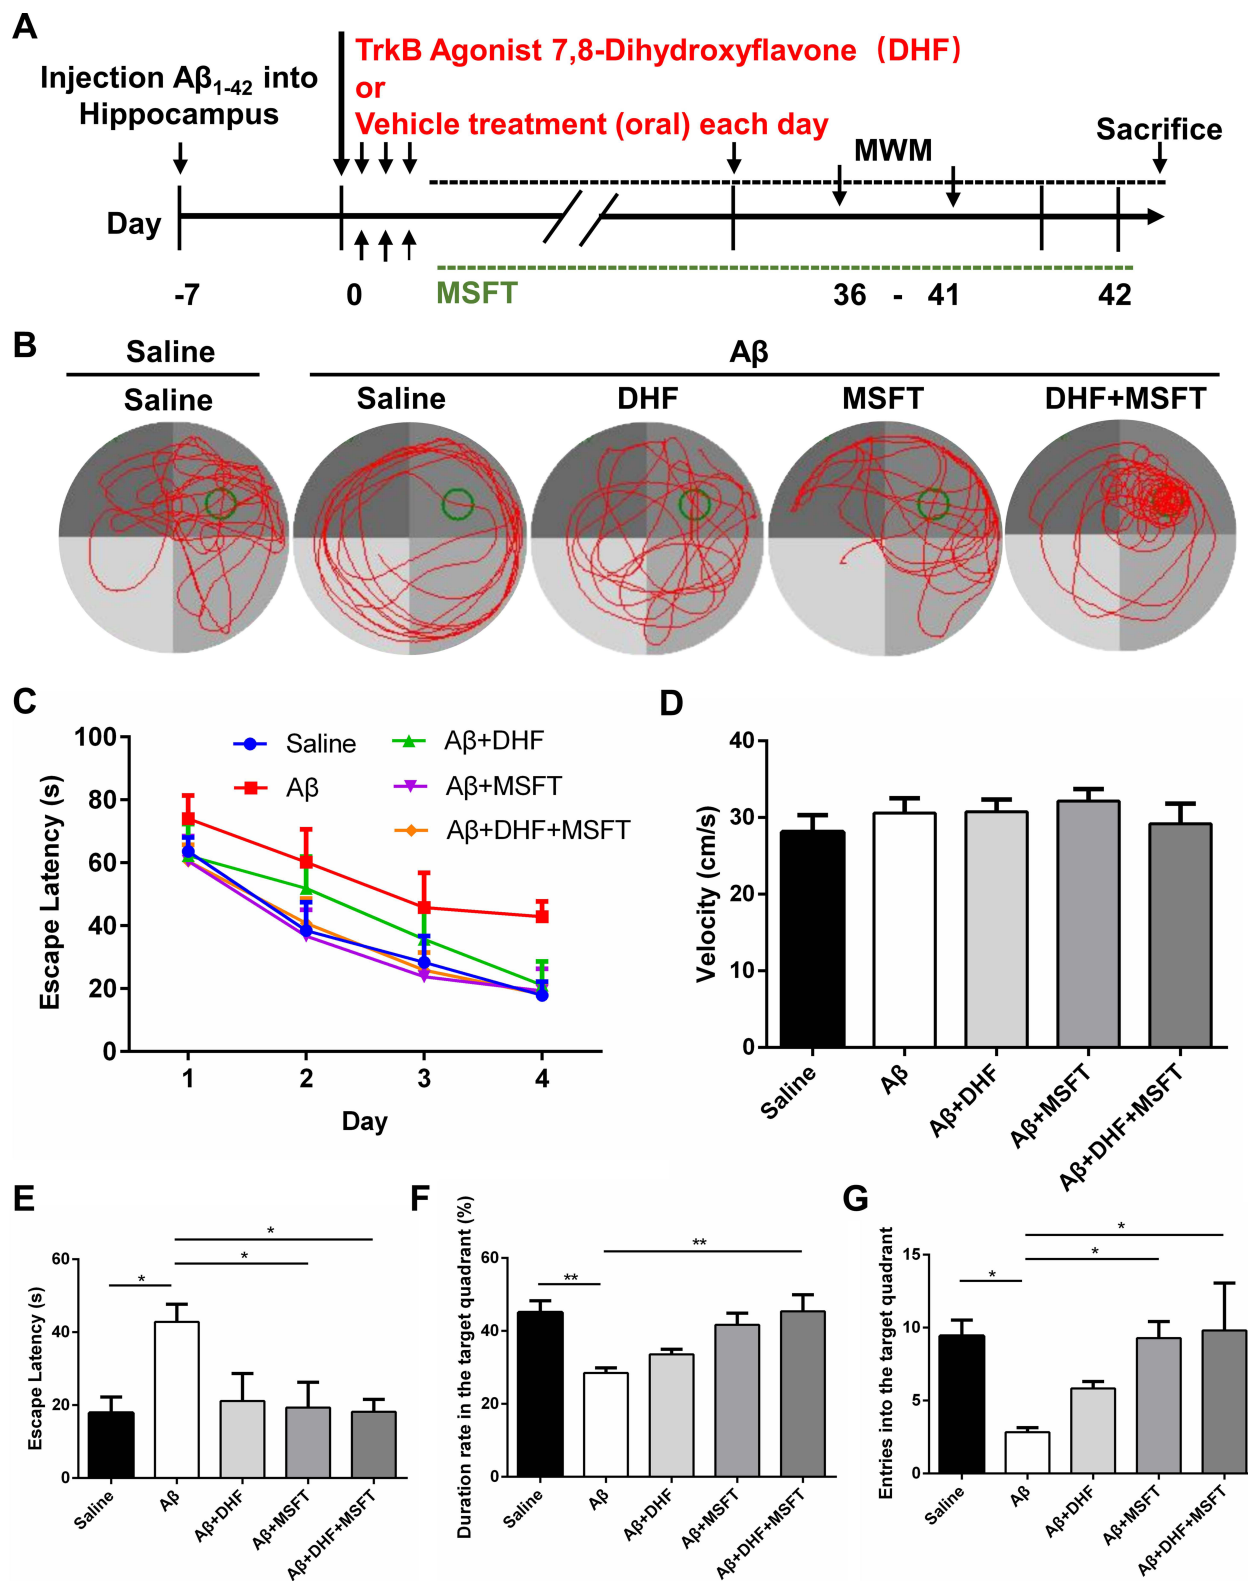 A
TrkB Agonist 7,8-Dihydroxyflavone（DHF）
or
Vehicle treatment (oral) each day
Injection Aβ1-42 into
Hippocampus
MWM
Sacrifice
Day
MSFT
-7
0
36 - 41
42
B
Saline
Aβ
Saline
Saline
DHF
MSFT
DHF+MSFT
C
Escape Latency (s)
100
80
60
40
20
0
Saline
Aβ
Aβ+DHF
Aβ+MSFT
Aβ+DHF+MSFT
1
2
3
4
Day
D
Velocity (cm/s)
40
30
20
10
0
Saline
Aβ
Aβ+DHF
Aβ+MSFT
Aβ+DHF+MSFT
E
Escape Latency (s)
60
40
20
0
*
*
*
Saline
Aβ
Aβ+DHF
Aβ+MSFT
Aβ+DHF+MSFT
F
Duration rate in the target quadrant (%)
60
40
20
0
**
**
Saline
Aβ
Aβ+DHF
Aβ+MSFT
Aβ+DHF+MSFT
G
Entries into the target quadrant
15
10
5
0
*
*
*
Saline
Aβ
Aβ+DHF
Aβ+MSFT
Aβ+DHF+MSFT